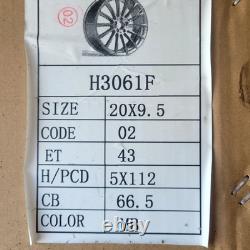 02
H3061F
SIZE 20X9.5
CODE 02
ET 43
H/PCD 5X112
CB 66.5
COLOR